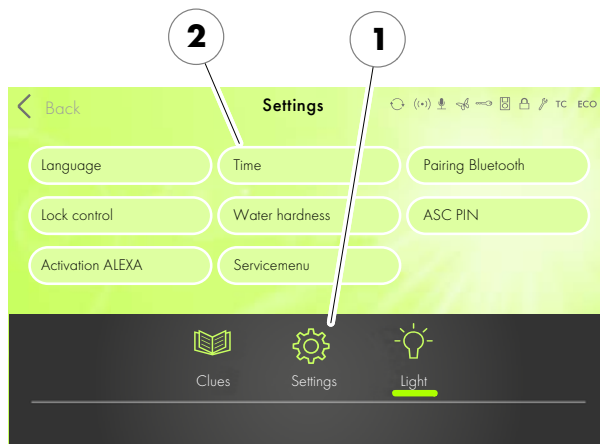 2 1
Back Settings TC ECO
Language Time Pairing Bluetooth
Lock control Water hardness ASC PIN
Activation ALEXA Servicemenu
Clues Settings Light